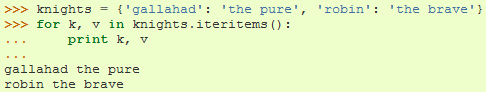 >>> knights = {'gallahad': 'the pure', 'robin': 'the brave'}
>>> for k, v in knights.iteritems():
...     print k, v
...
gallahad the pure
robin the brave